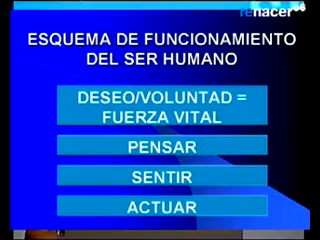 renacer
ESQUEMA DE FUNCIONAMIENTO
DEL SER HUMANO
DESEO/VOLUNTAD =
FUERZA VITAL
PENSAR
SENTIR
ACTUAR